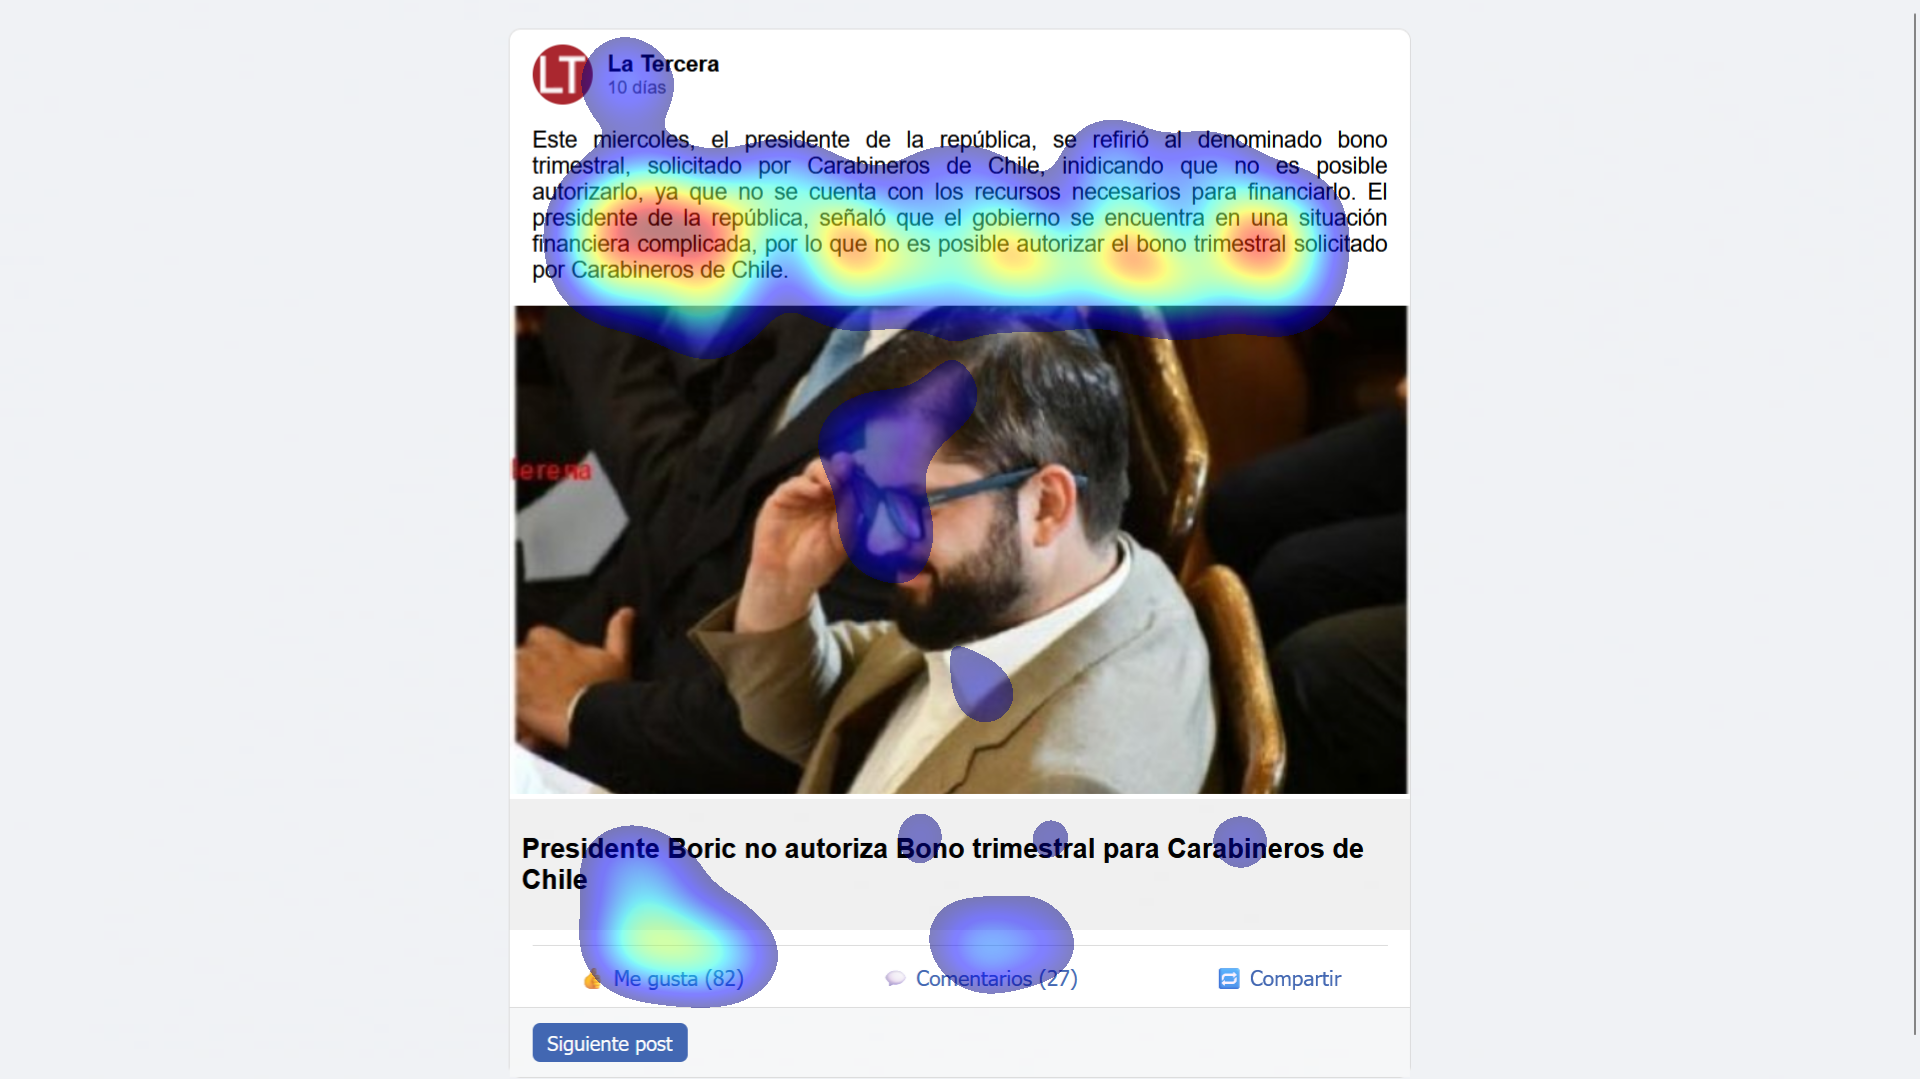 LT
La Tercera
10 días
Este miercoles, el presidente de la república, se refirió al denominado bono
trimestral, solicitado por Carabineros de Chile, inidicando que no es posible
autorizarlo, ya que no se cuenta con los recursos necesarios para financiarlo. El
presidente de la república, señaló que el gobierno se encuentra en una situación
financiera complicada, por lo que no es posible autorizar el bono trimestral solicitado
por Carabineros de Chile.
Presidente Boric no autoriza Bono trimestral para Carabineros de
Chile
Me gusta (82)
Comentarios (27)
Compartir
Siguiente post